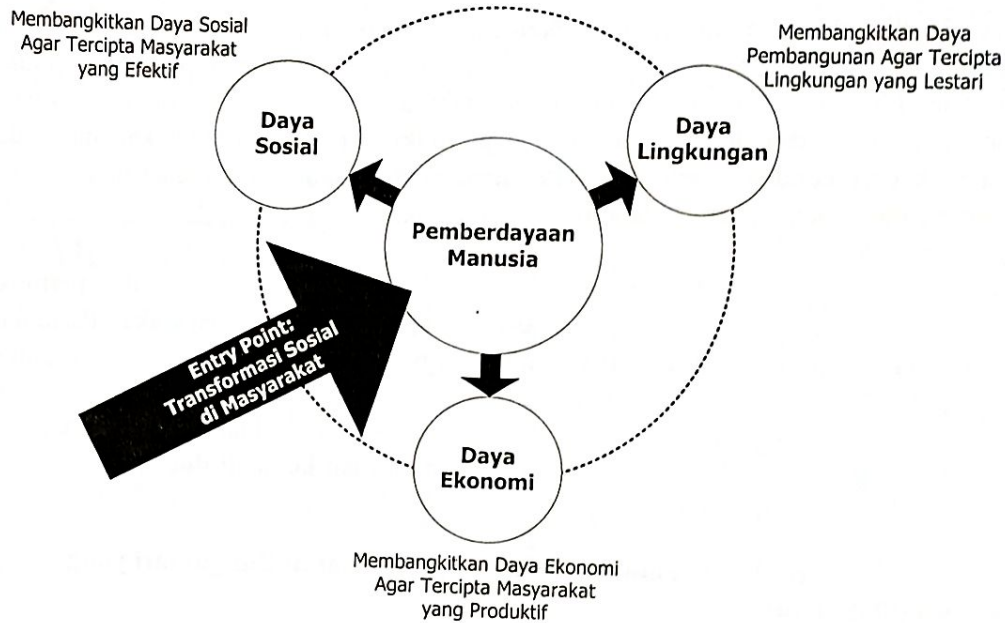 Membangkitkan Daya Sosial
Agar Tercipta Masyarakat
yang Efektif
Membangkitkan Daya
Pembangunan Agar Tercipta
Lingkungan yang Lestari
Daya
Sosial
Daya
Lingkungan
Pemberdayaan
Manusia
Entry Point:
Transformasi Sosial
di Masyarakat
Daya
Ekonomi
Membangkitkan Daya Ekonomi
Agar Tercipta Masyarakat
yang Produktif